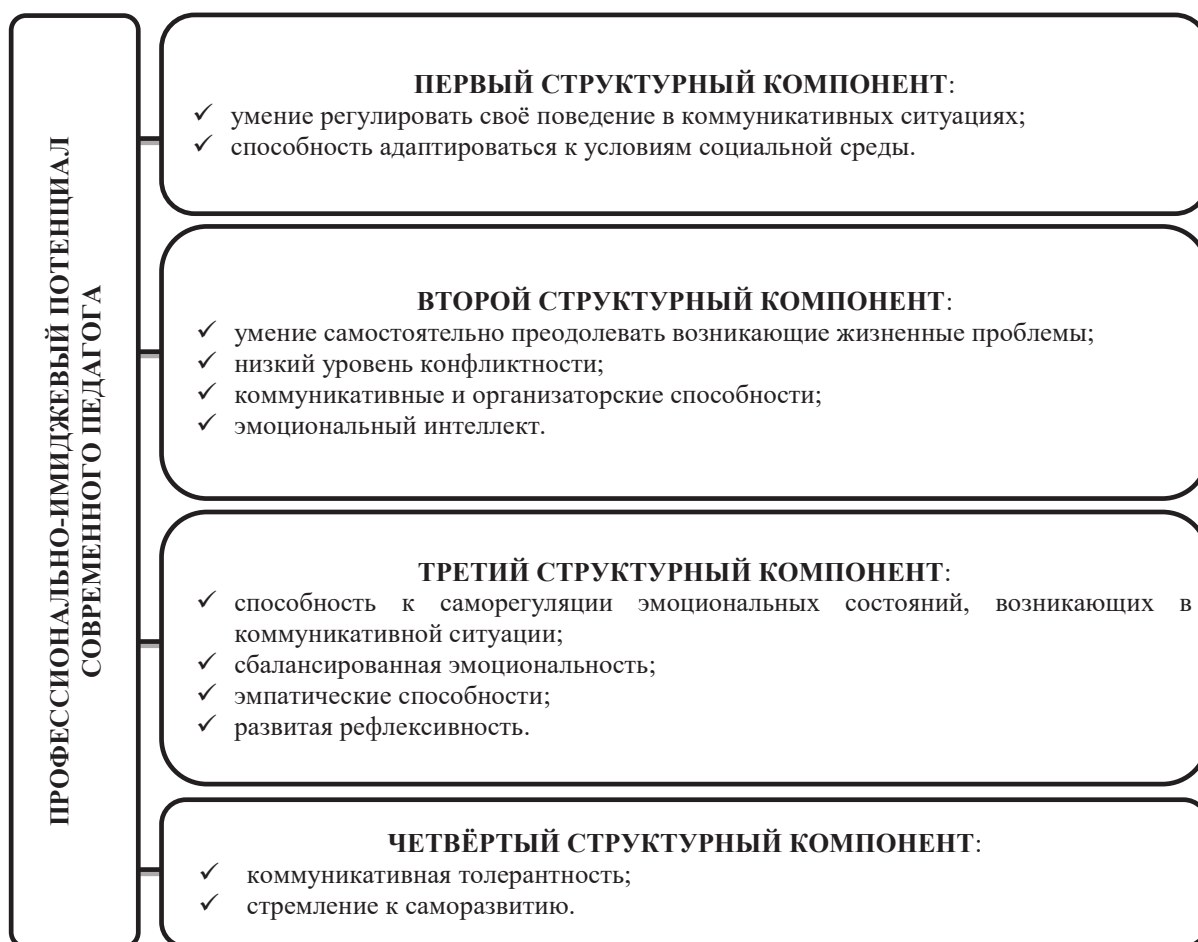 ПРОФЕССИОНАЛЬНО-ИМИДЖЕВЫЙ ПОТЕНЦИАЛ
СОВРЕМЕННОГО ПЕДАГОГА
ПЕРВЫЙ СТРУКТУРНЫЙ КОМПОНЕНТ:
✓ умение регулировать своё поведение в коммуникативных ситуациях;
✓ способность адаптироваться к условиям социальной среды.
ВТОРОЙ СТРУКТУРНЫЙ КОМПОНЕНТ:
✓ умение самостоятельно преодолевать возникающие жизненные проблемы;
✓ низкий уровень конфликтности;
✓ коммуникативные и организаторские способности;
✓ эмоциональный интеллект.
ТРЕТИЙ СТРУКТУРНЫЙ КОМПОНЕНТ:
✓ способность к саморегуляции эмоциональных состояний, возникающих в
коммуникативной ситуации;
✓ сбалансированная эмоциональность;
✓ эмпатические способности;
✓ развитая рефлексивность.
ЧЕТВЁРТЫЙ СТРУКТУРНЫЙ КОМПОНЕНТ:
✓ коммуникативная толерантность;
✓ стремление к саморазвитию.